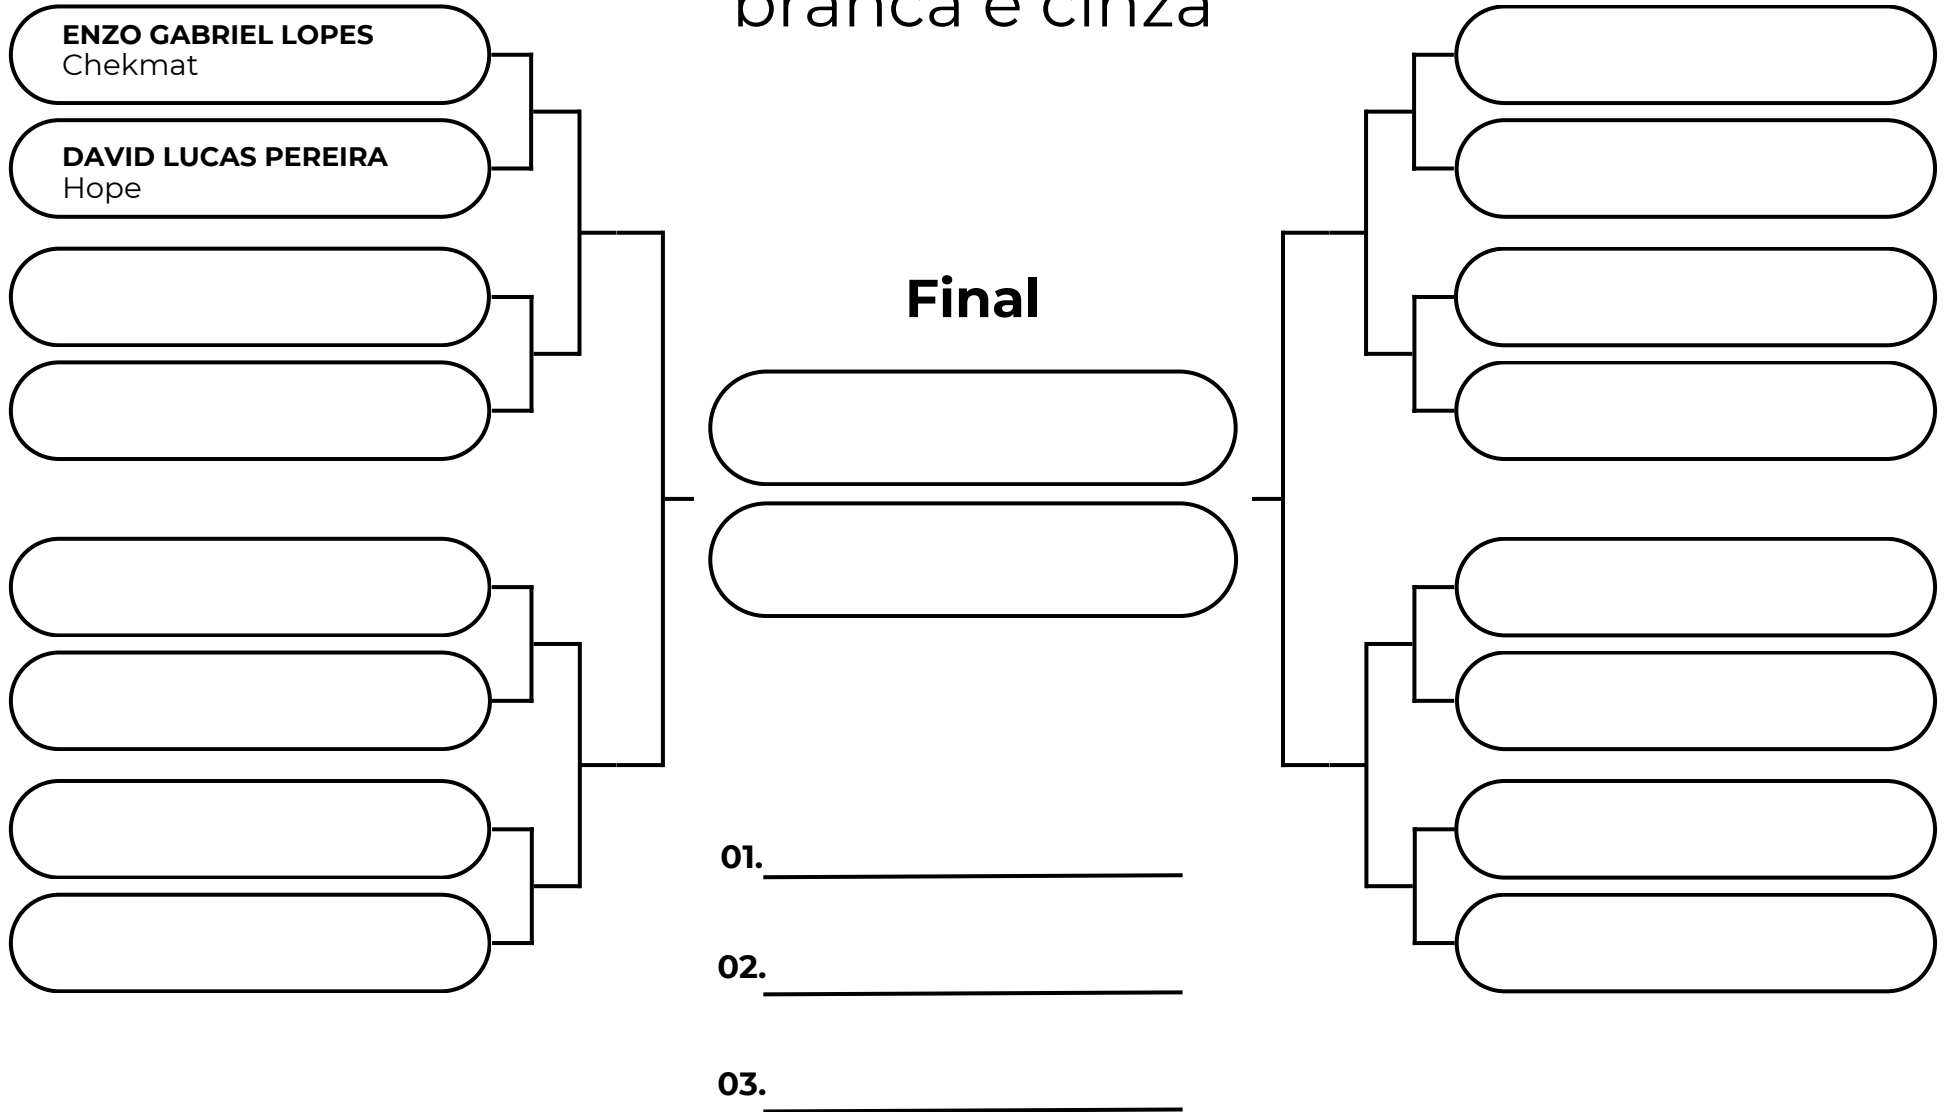 branca e cinza
ENZO GABRIEL LOPES
Chekmat
DAVID LUCAS PEREIRA
Hope
Final
01.
02.
03.